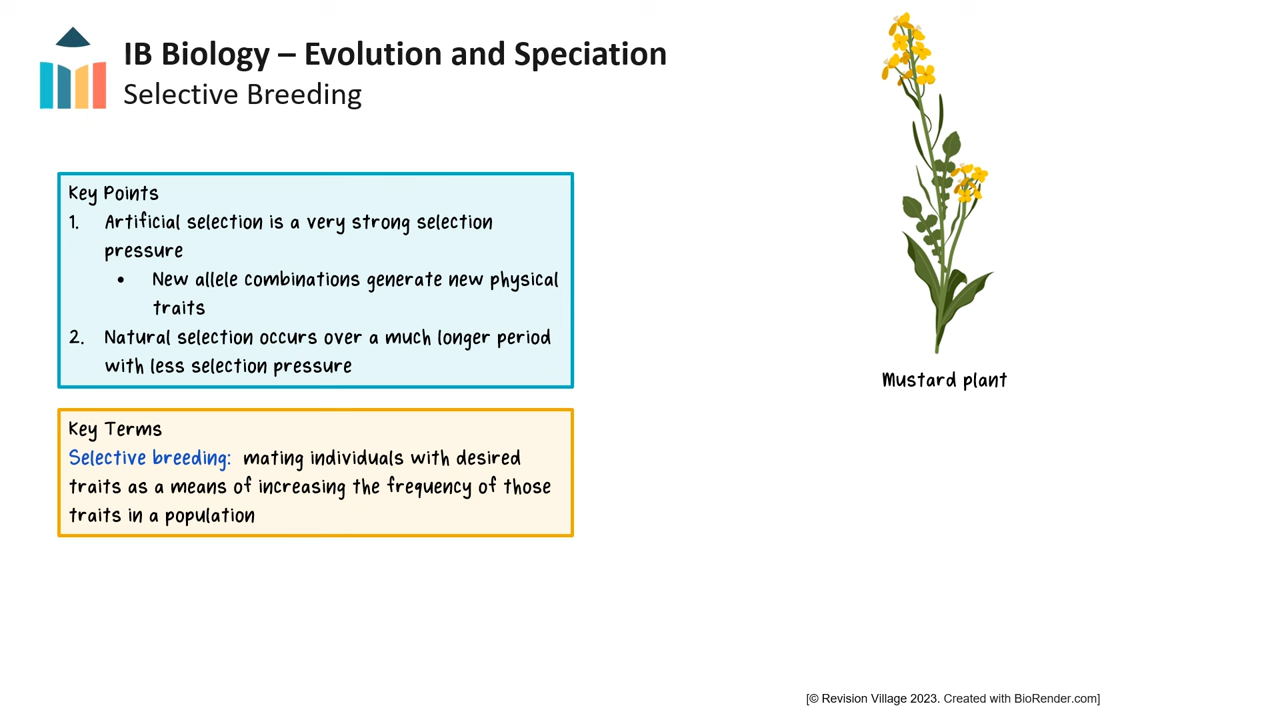 IB Biology – Evolution and Speciation
Selective Breeding
Key Points
1. Artificial selection is a very strong selection
pressure
• New allele combinations generate new physical
traits
2. Natural selection occurs over a much longer period
with less selection pressure
Key Terms
Selective breeding: mating individuals with desired
traits as a means of increasing the frequency of those
traits in a population
Mustard plant
[© Revision Village 2023. Created with BioRender.com]